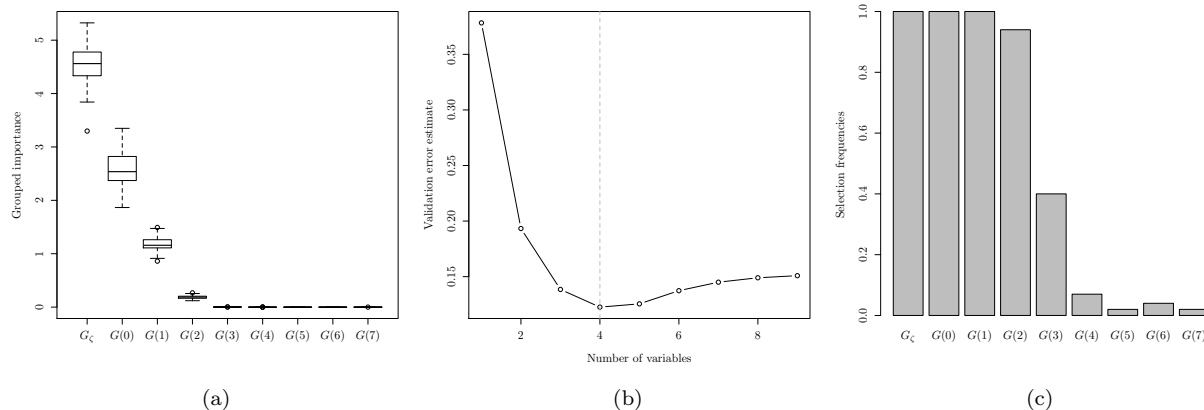 Grouped importance
0 1 2 3 4 5
G_ζ G(0) G(1) G(2) G(3) G(4) G(5) G(6) G(7)
(a)
Validation error estimate
0.15 0.20 0.25 0.30 0.35
2 4 6 8
Number of variables
(b)
Selection frequencies
0.0 0.2 0.4 0.6 0.8 1.0
G_ζ G(0) G(1) G(2) G(3) G(4) G(5) G(6) G(7)
(c)